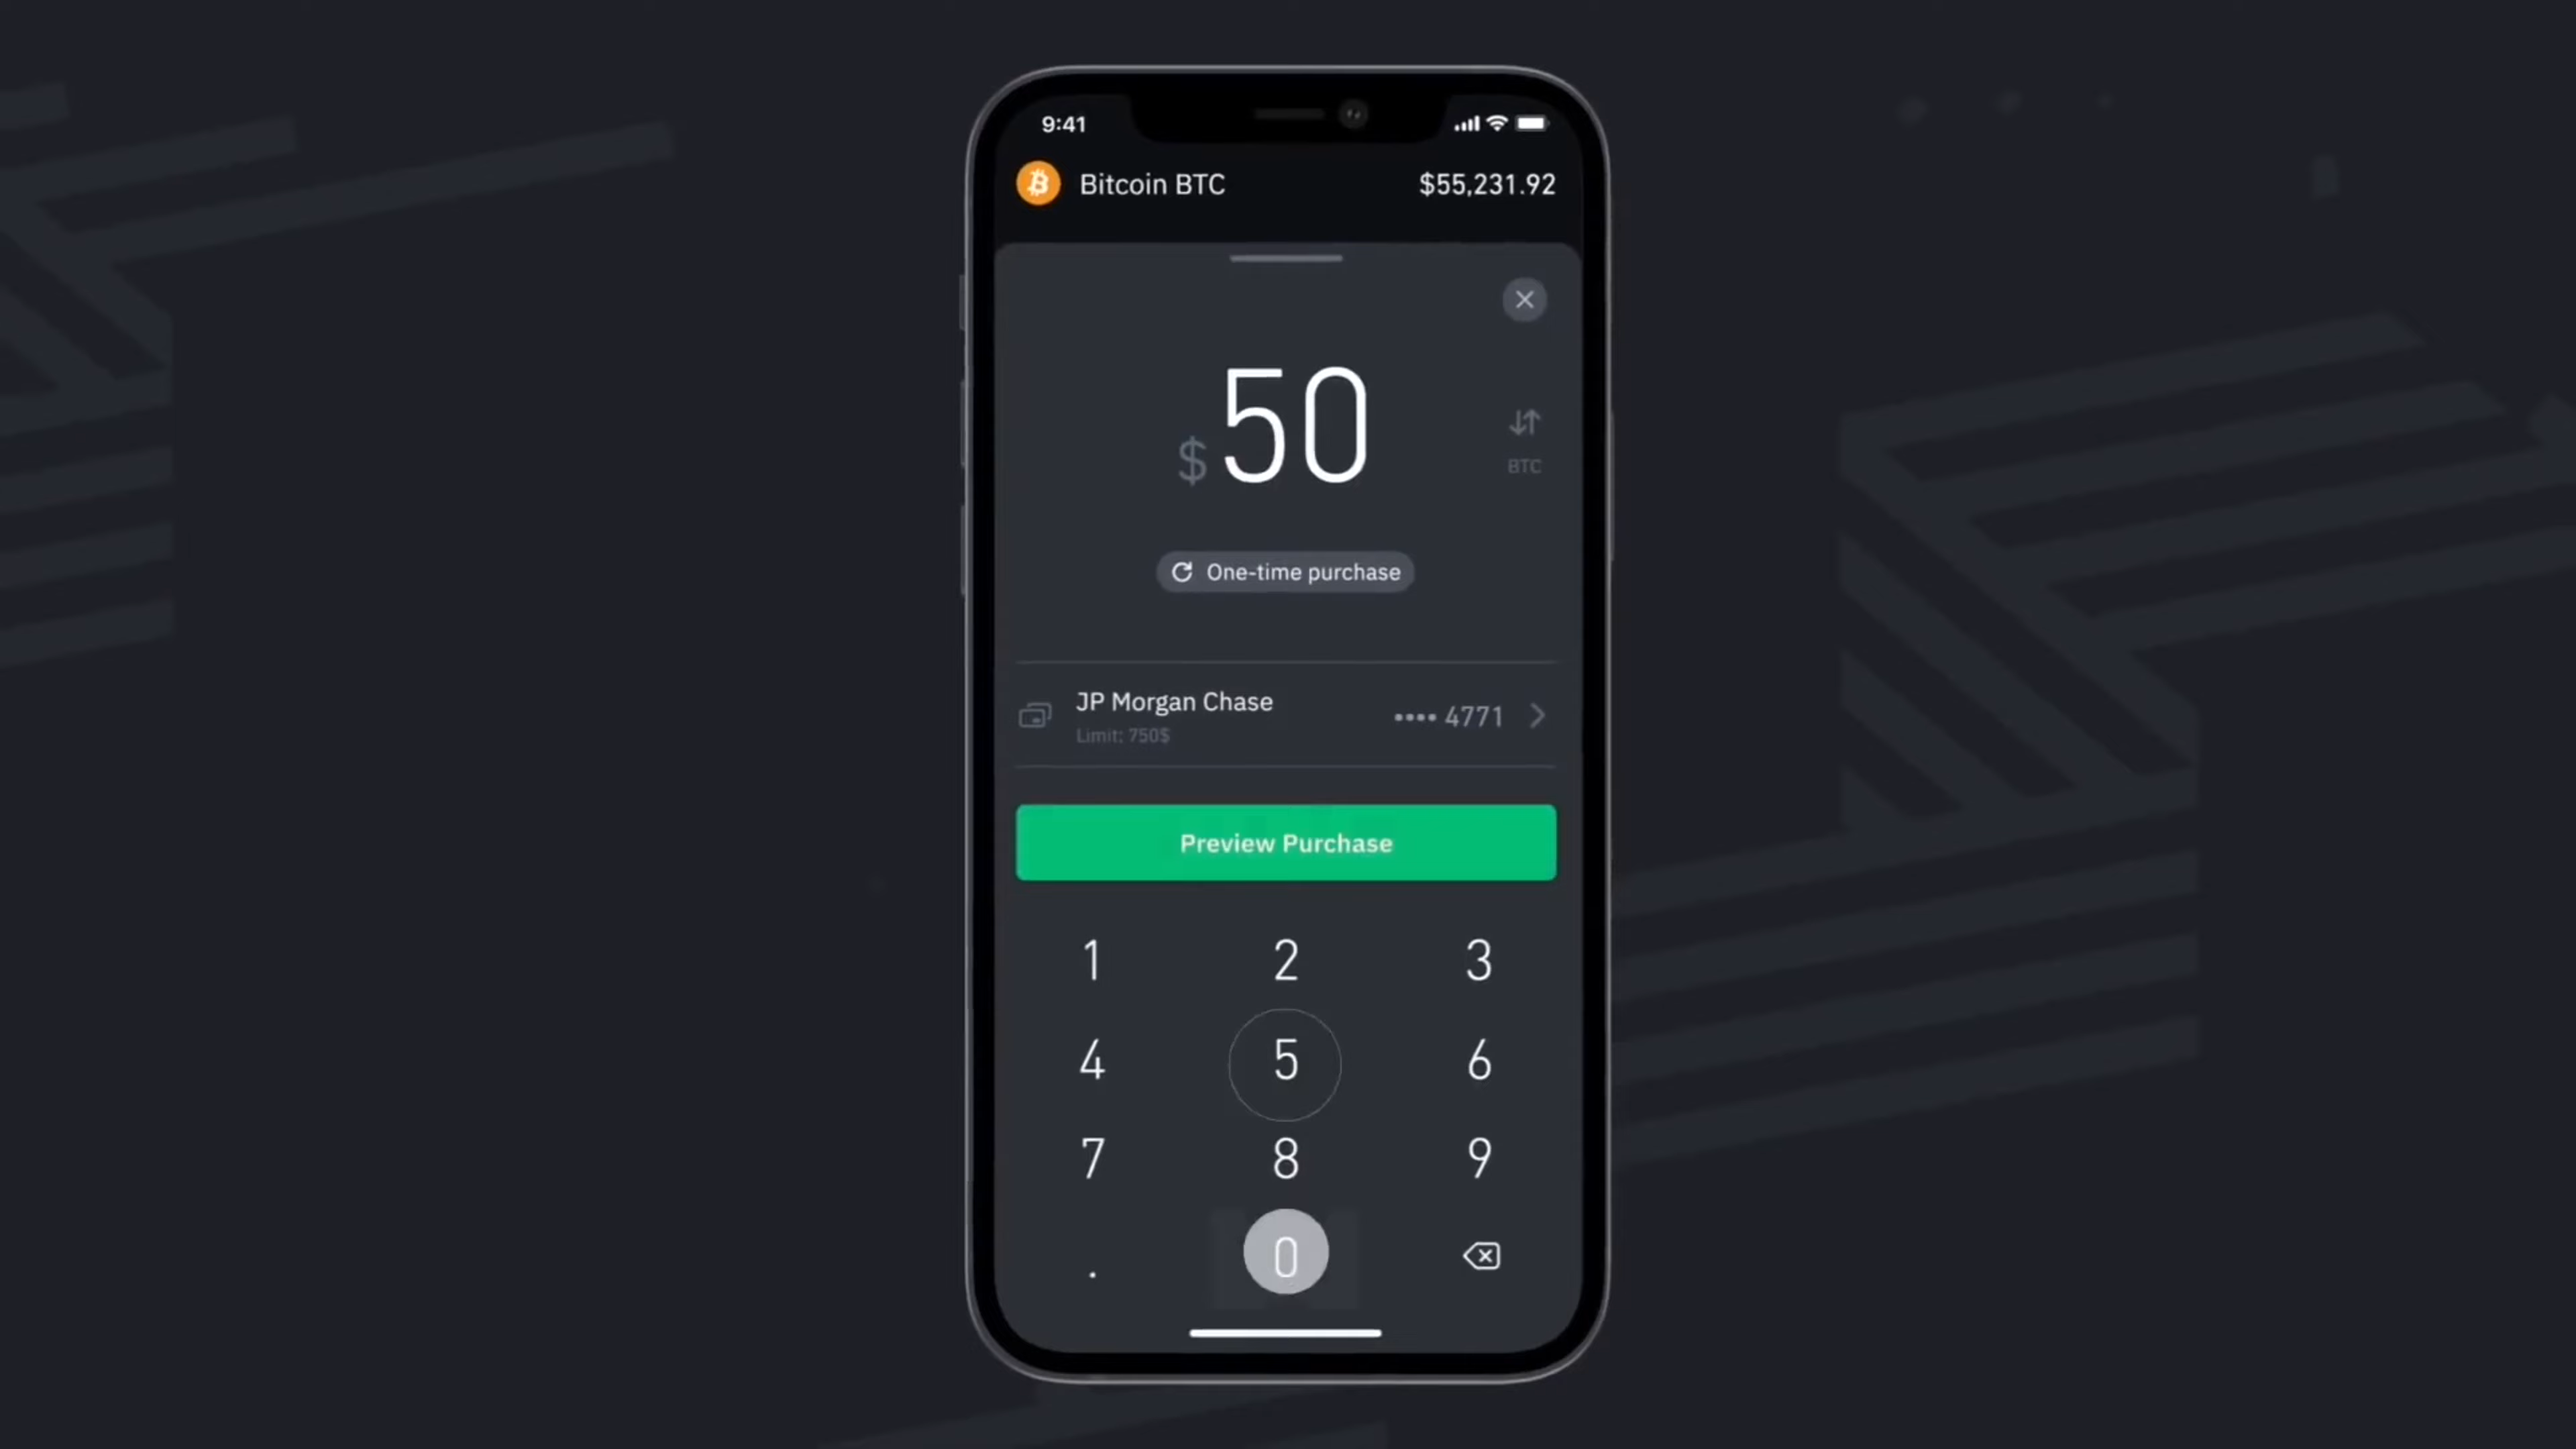 9:41
Bitcoin BTC $55,231.92
$50
BTC
One-time purchase
JP Morgan Chase
Limit: 750$
•••• 4771
Preview Purchase
1 2 3
4 5 6
7 8 9
. 0